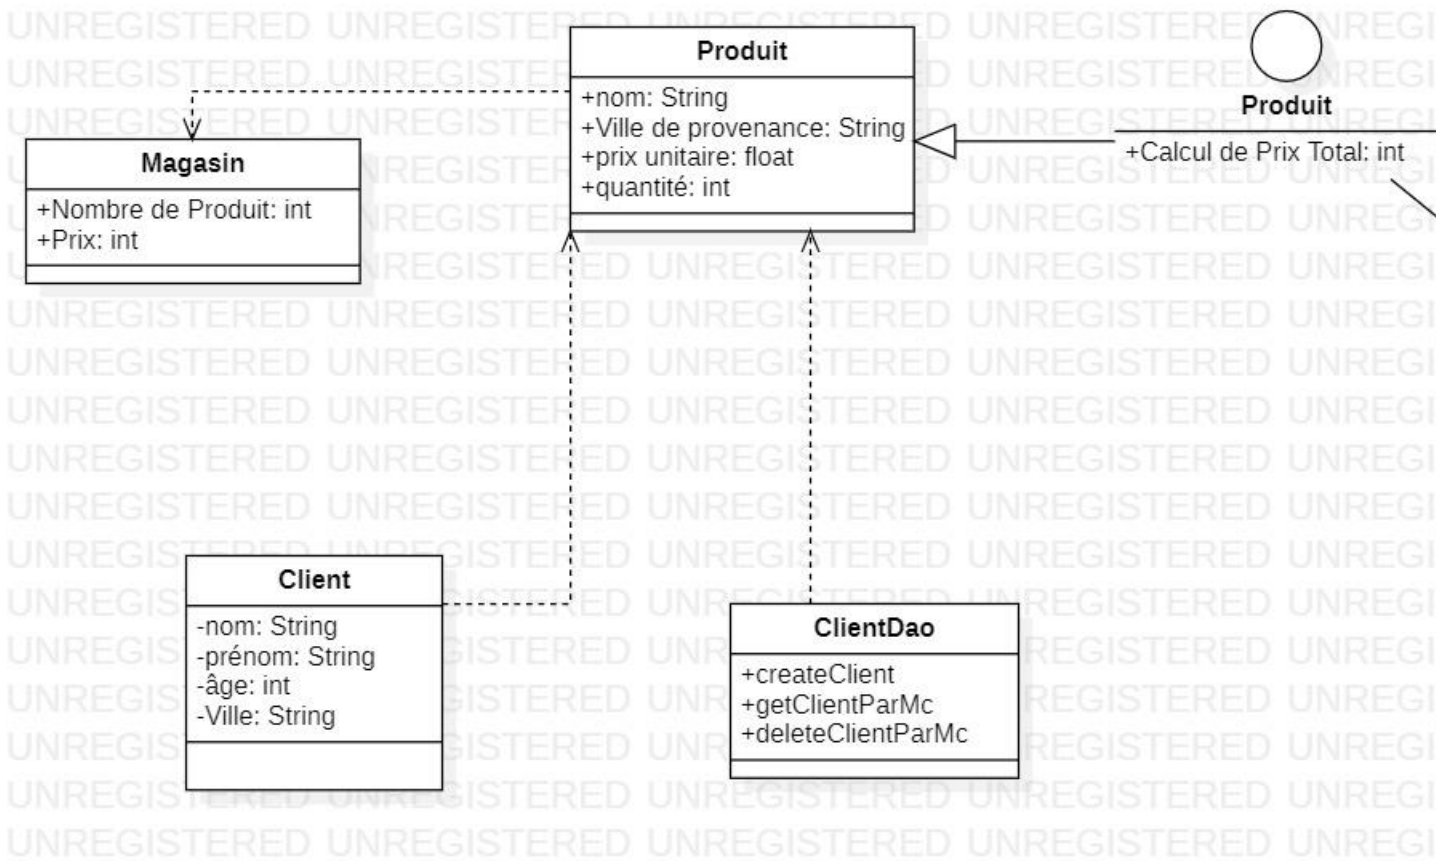 Produit
+nom: String
+Ville de provenance: String
+prix unitaire: float
+quantité: int
Produit
+Calcul de Prix Total: int
Magasin
+Nombre de Produit: int
+Prix: int
Client
-nom: String
-prénom: String
-âge: int
-Ville: String
ClientDao
+createClient
+getClientParMc
+deleteClientParMc
UNREGISTERED